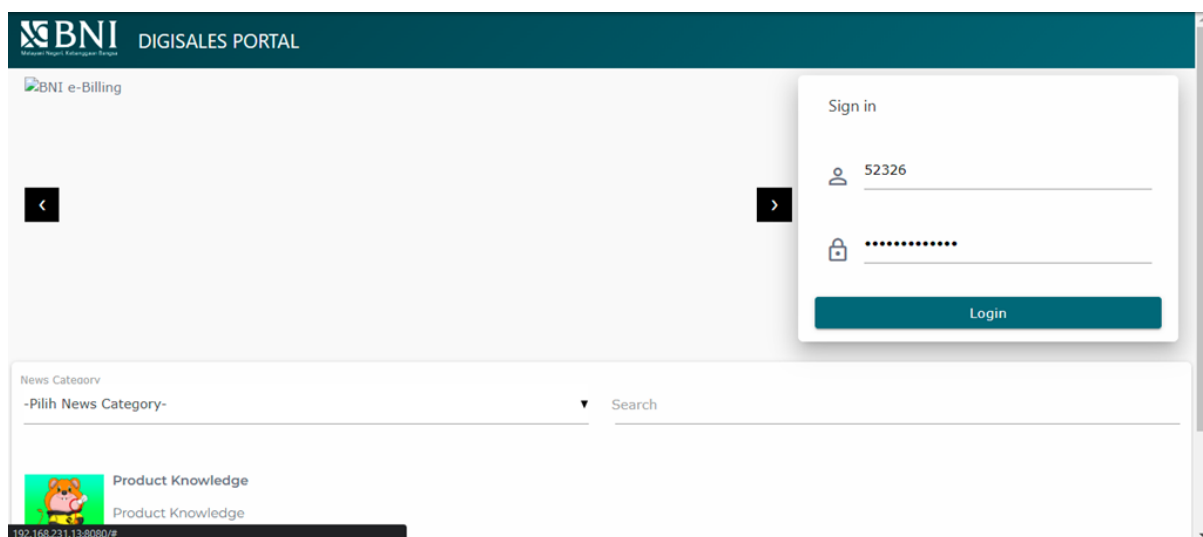 BNI DIGISALES PORTAL
Melayani Negeri, Kebanggaan Bangsa
BNI e-Billing
Sign in
52326
•••••••••••••
Login
News Category
-Pilih News Category-
Search
Product Knowledge
Product Knowledge
192.168.231.13:8080/#